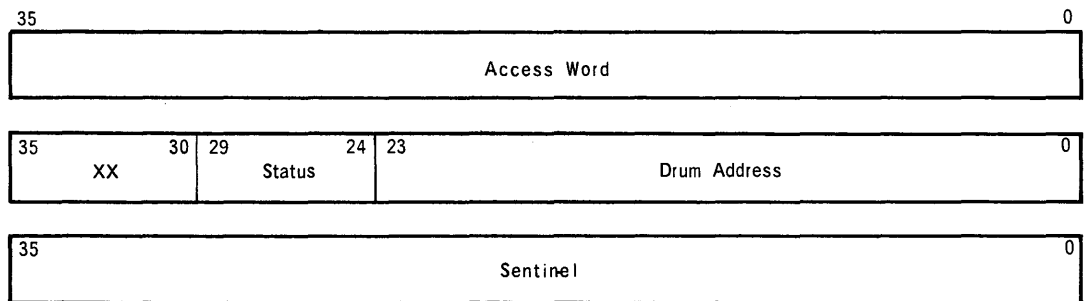 35 0
Access Word
35 30 29 24 23 0
XX Status Drum Address
35 0
Sentinel